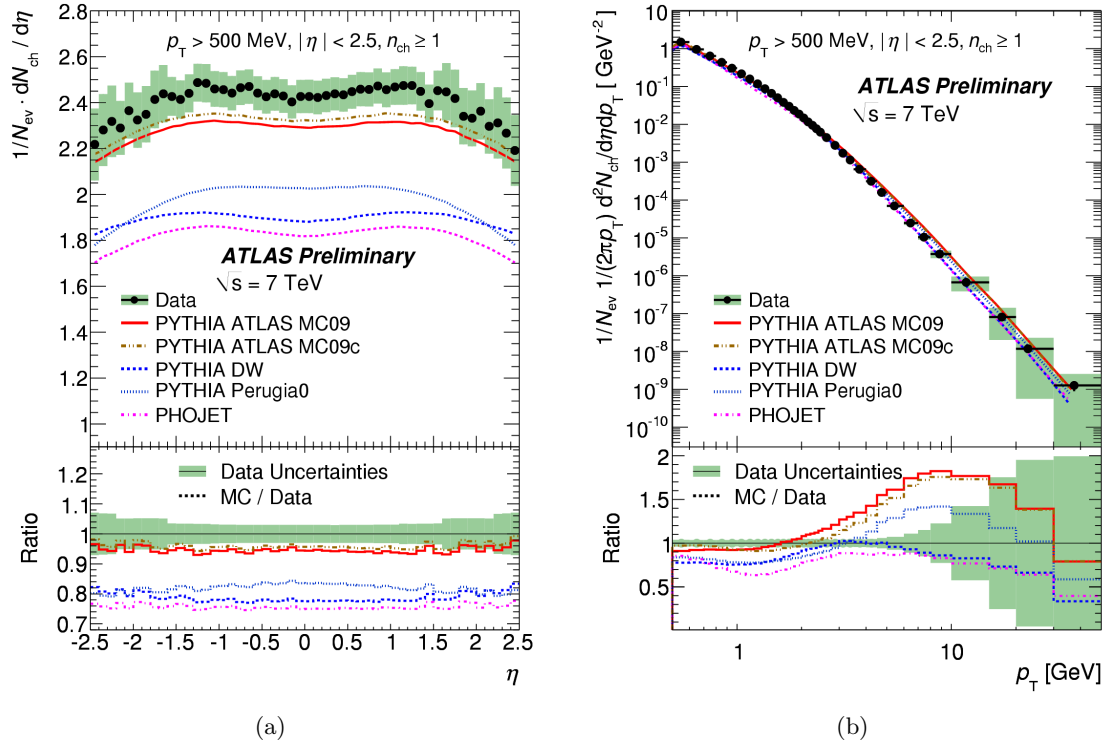 1/N_ev · dN_ch / dη
2.8
2.6
2.4
2.2
2
1.8
1.6
1.4
1.2
1
p_T > 500 MeV, | η | < 2.5, n_ch ≥ 1
ATLAS Preliminary
√s = 7 TeV
Data
PYTHIA ATLAS MC09
PYTHIA ATLAS MC09c
PYTHIA DW
PYTHIA Perugia0
PHOJET
Ratio
1.2
1.1
1
0.9
0.8
0.7
Data Uncertainties
MC / Data
-2.5 -2 -1.5 -1 -0.5 0 0.5 1 1.5 2 2.5
η
(a)
1/N_ev 1/(2πp_T) d²N_ch/dηdp_T [ GeV⁻² ]
10
1
10⁻¹
10⁻²
10⁻³
10⁻⁴
10⁻⁵
10⁻⁶
10⁻⁷
10⁻⁸
10⁻⁹
10⁻¹⁰
p_T > 500 MeV, | η | < 2.5, n_ch ≥ 1
ATLAS Preliminary
√s = 7 TeV
Data
PYTHIA ATLAS MC09
PYTHIA ATLAS MC09c
PYTHIA DW
PYTHIA Perugia0
PHOJET
Ratio
2
1.5
1
0.5
Data Uncertainties
MC / Data
1 10
p_T [GeV]
(b)